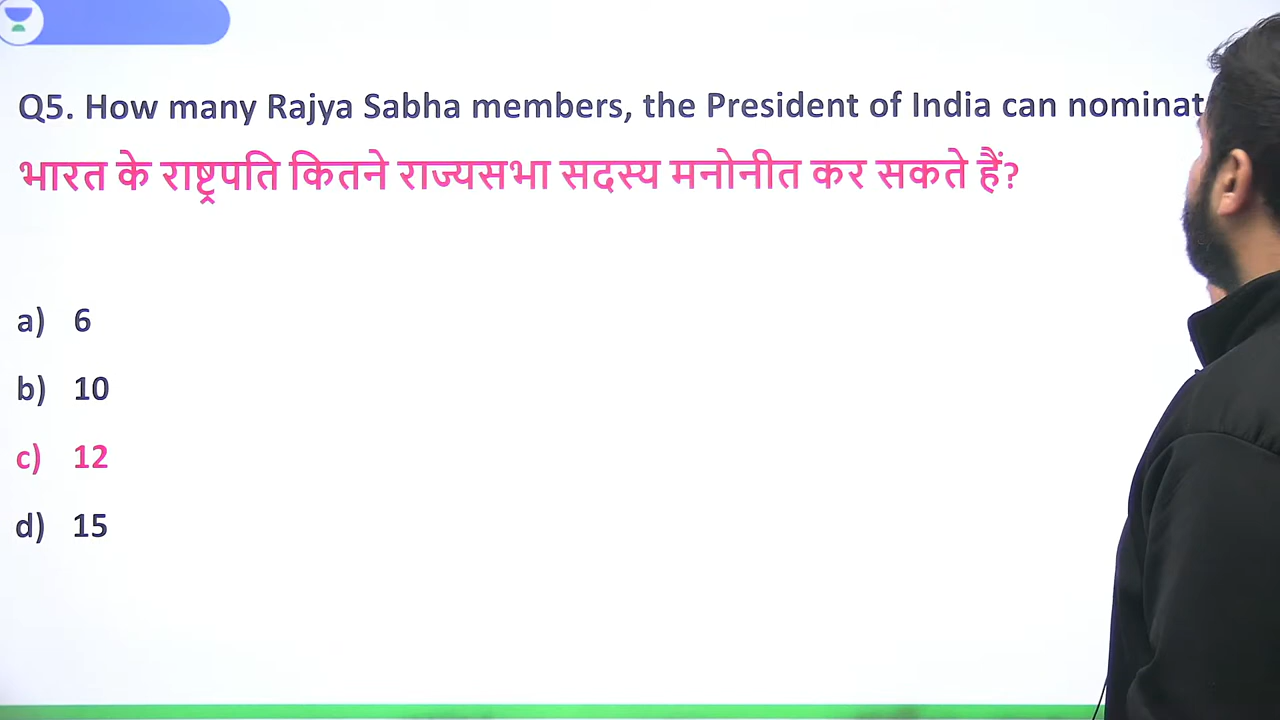 Q5. How many Rajya Sabha members, the President of India can
भारत के राष्ट्रपति कितने राज्यसभा सदस्य मनोनीत कर सकते हैं?
a) 6
b) 10
c) 12
d) 15